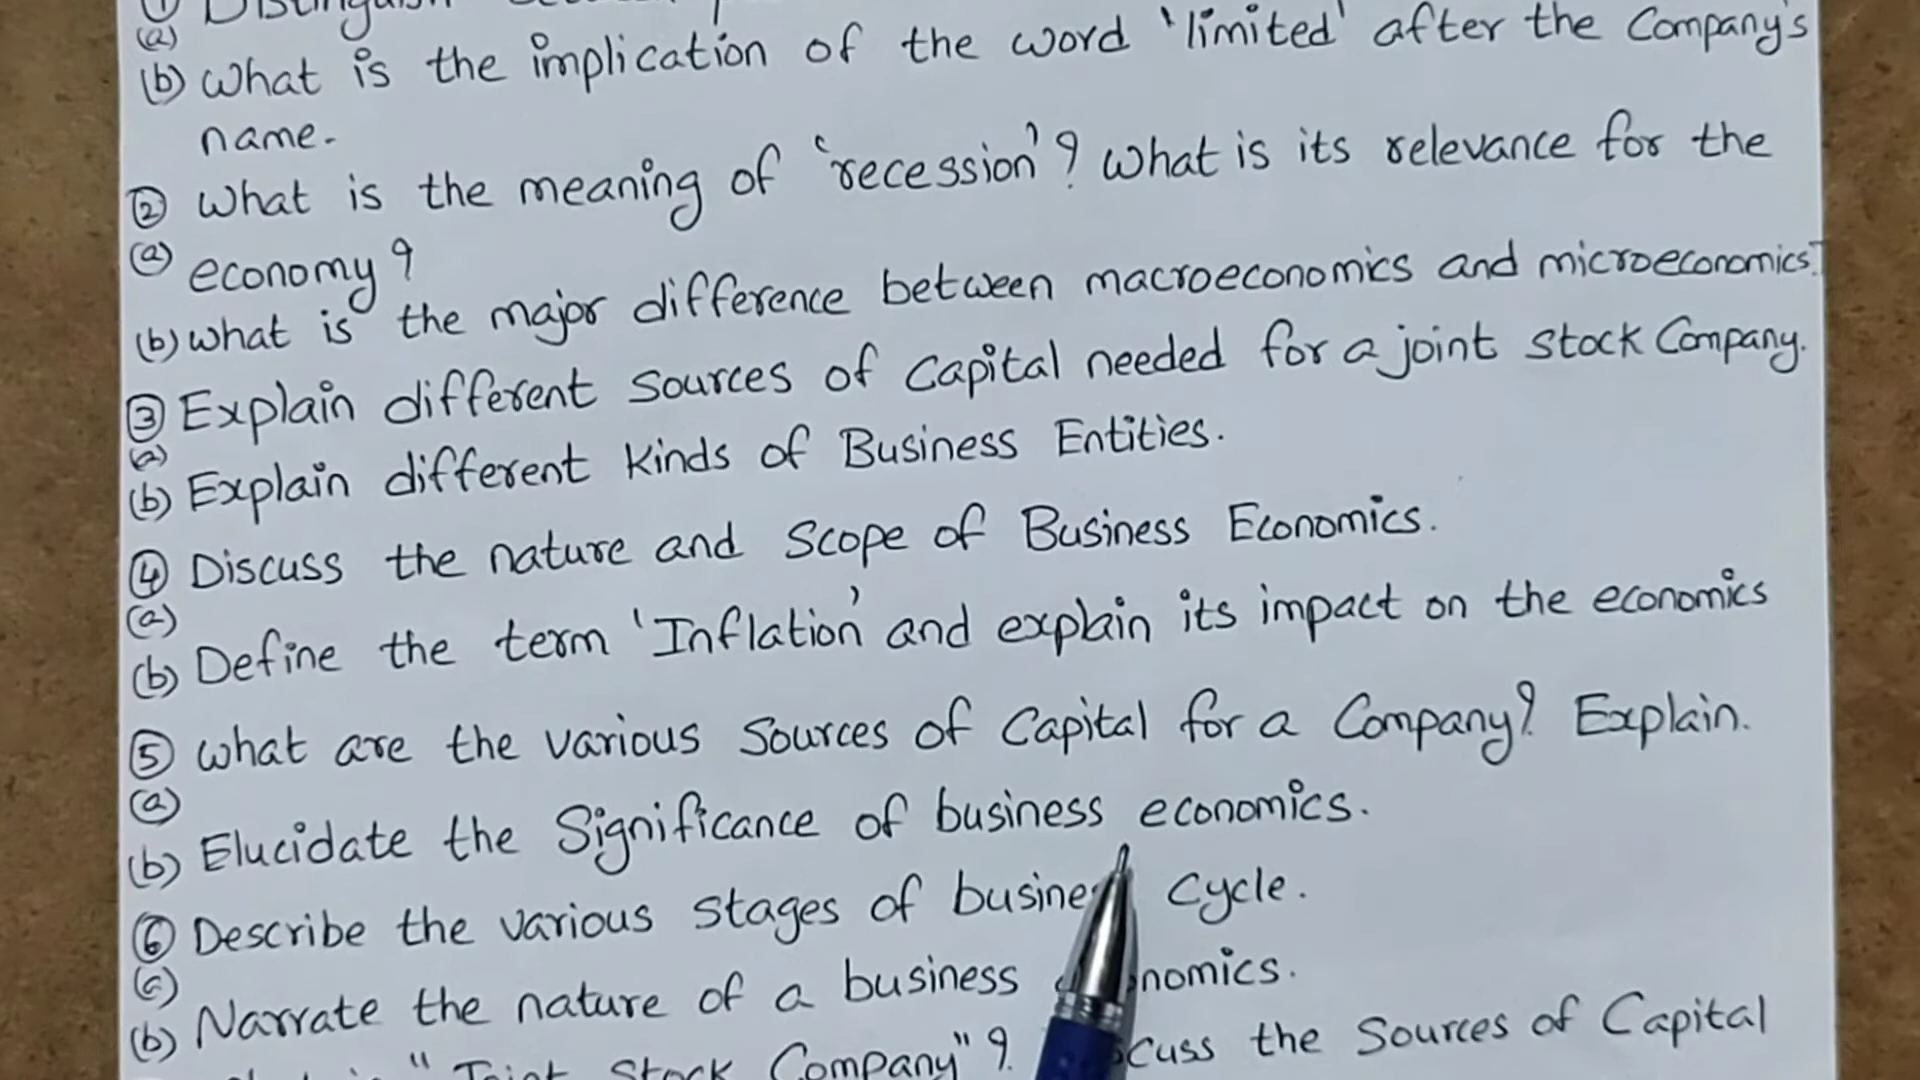 ① Distinguish
(a)
(b) What is the implication of the word 'limited' after the Company's
name.
② What is the meaning of 'recession'? What is its relevance for the
(a) economy?
(b) What is the major difference between macroeconomics and microeconomics?
③ Explain different Sources of Capital needed for a joint stock Company.
(a)
(b) Explain different kinds of Business Entities.
④ Discuss the nature and Scope of Business Economics.
(a)
(b) Define the term 'Inflation' and explain its impact on the economics
⑤ What are the various Sources of Capital for a Company? Explain.
(a)
(b) Elucidate the Significance of business economics.
⑥ Describe the various stages of busine Cycle.
(a)
(b) Narrate the nature of a business nomics.
"Joint Stock Company"? cuss the Sources of Capital